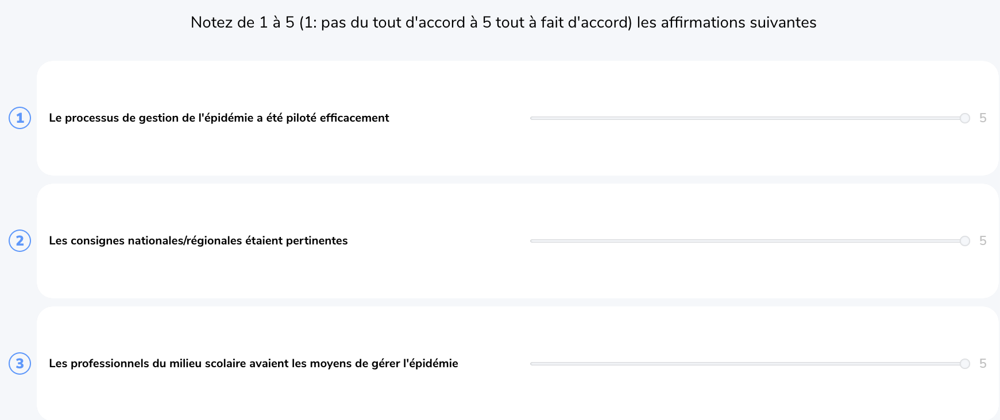 Notez de 1 à 5 (1: pas du tout d'accord à 5 tout à fait d'accord) les affirmations suivantes
1 Le processus de gestion de l'épidémie a été piloté efficacement 5
2 Les consignes nationales/régionales étaient pertinentes 5
3 Les professionnels du milieu scolaire avaient les moyens de gérer l'épidémie 5